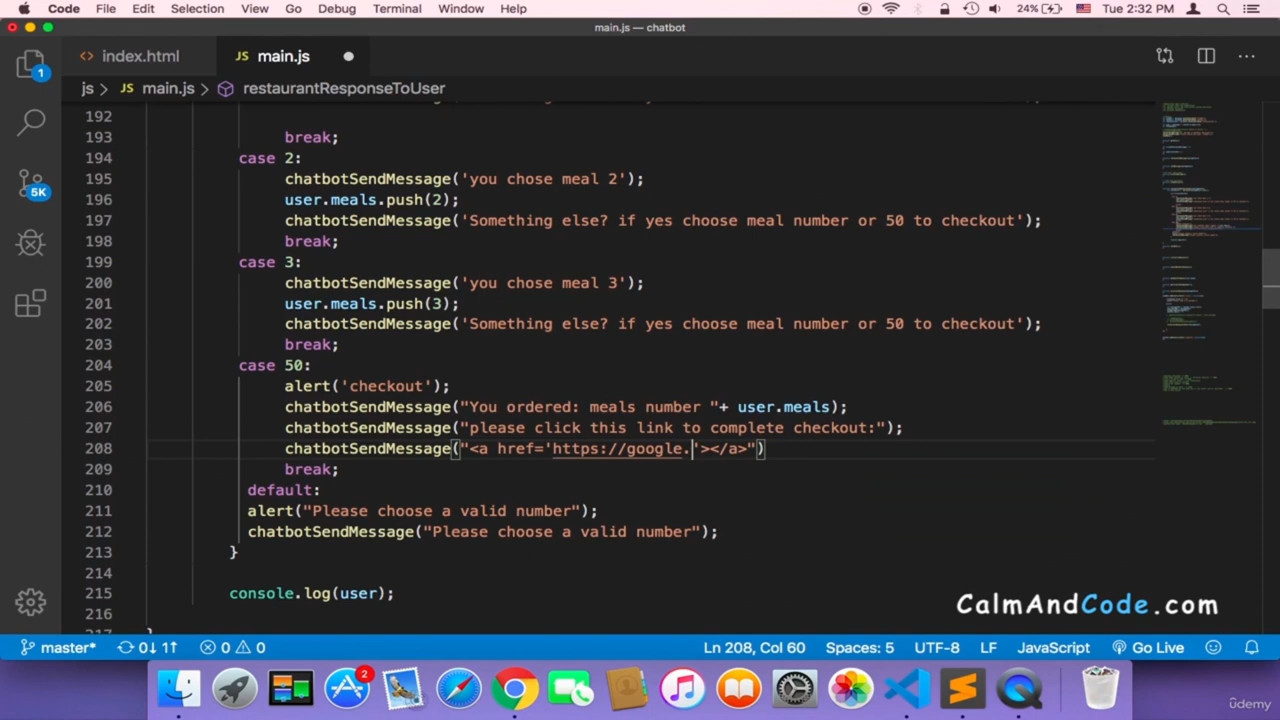 Code File Edit Selection View Go Debug Terminal Window Help 24% Tue 2:32 PM
main.js — chatbot
index.html JS main.js
js > JS main.js > restaurantResponseToUser
192
193 break;
194 case 2:
195 chatbotSendMessage('you chose meal 2');
196 user.meals.push(2);
197 chatbotSendMessage('Something else? if yes choose meal number or 50 to checkout');
198 break;
199 case 3:
200 chatbotSendMessage('you chose meal 3');
201 user.meals.push(3);
202 chatbotSendMessage('Something else? if yes choose meal number or 50 to checkout');
203 break;
204 case 50:
205 alert('checkout');
206 chatbotSendMessage("You ordered: meals number "+ user.meals);
207 chatbotSendMessage("please click this link to complete checkout:");
208 chatbotSendMessage("<a href='https://google.'></a>")
209 break;
210 default:
211 alert("Please choose a valid number");
212 chatbotSendMessage("Please choose a valid number");
213 }
214
215 console.log(user);
216
CalmAndCode.com
master* 0↓ 1↑ 0 0 Ln 208, Col 60 Spaces: 5 UTF-8 LF JavaScript Go Live
1
5K
2
ûdemy